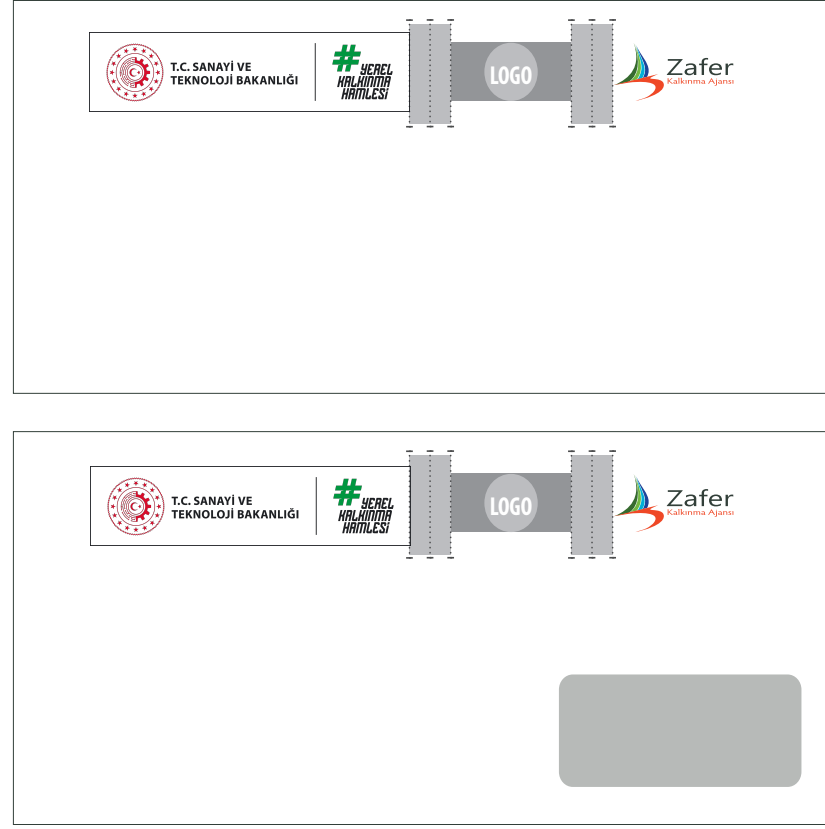 T.C. SANAYİ VE
TEKNOLOJİ BAKANLIĞI
#YEREL
KALKINMA
HAMLESİ
LOGO
Zafer
Kalkınma Ajansı
T.C. SANAYİ VE
TEKNOLOJİ BAKANLIĞI
#YEREL
KALKINMA
HAMLESİ
LOGO
Zafer
Kalkınma Ajansı